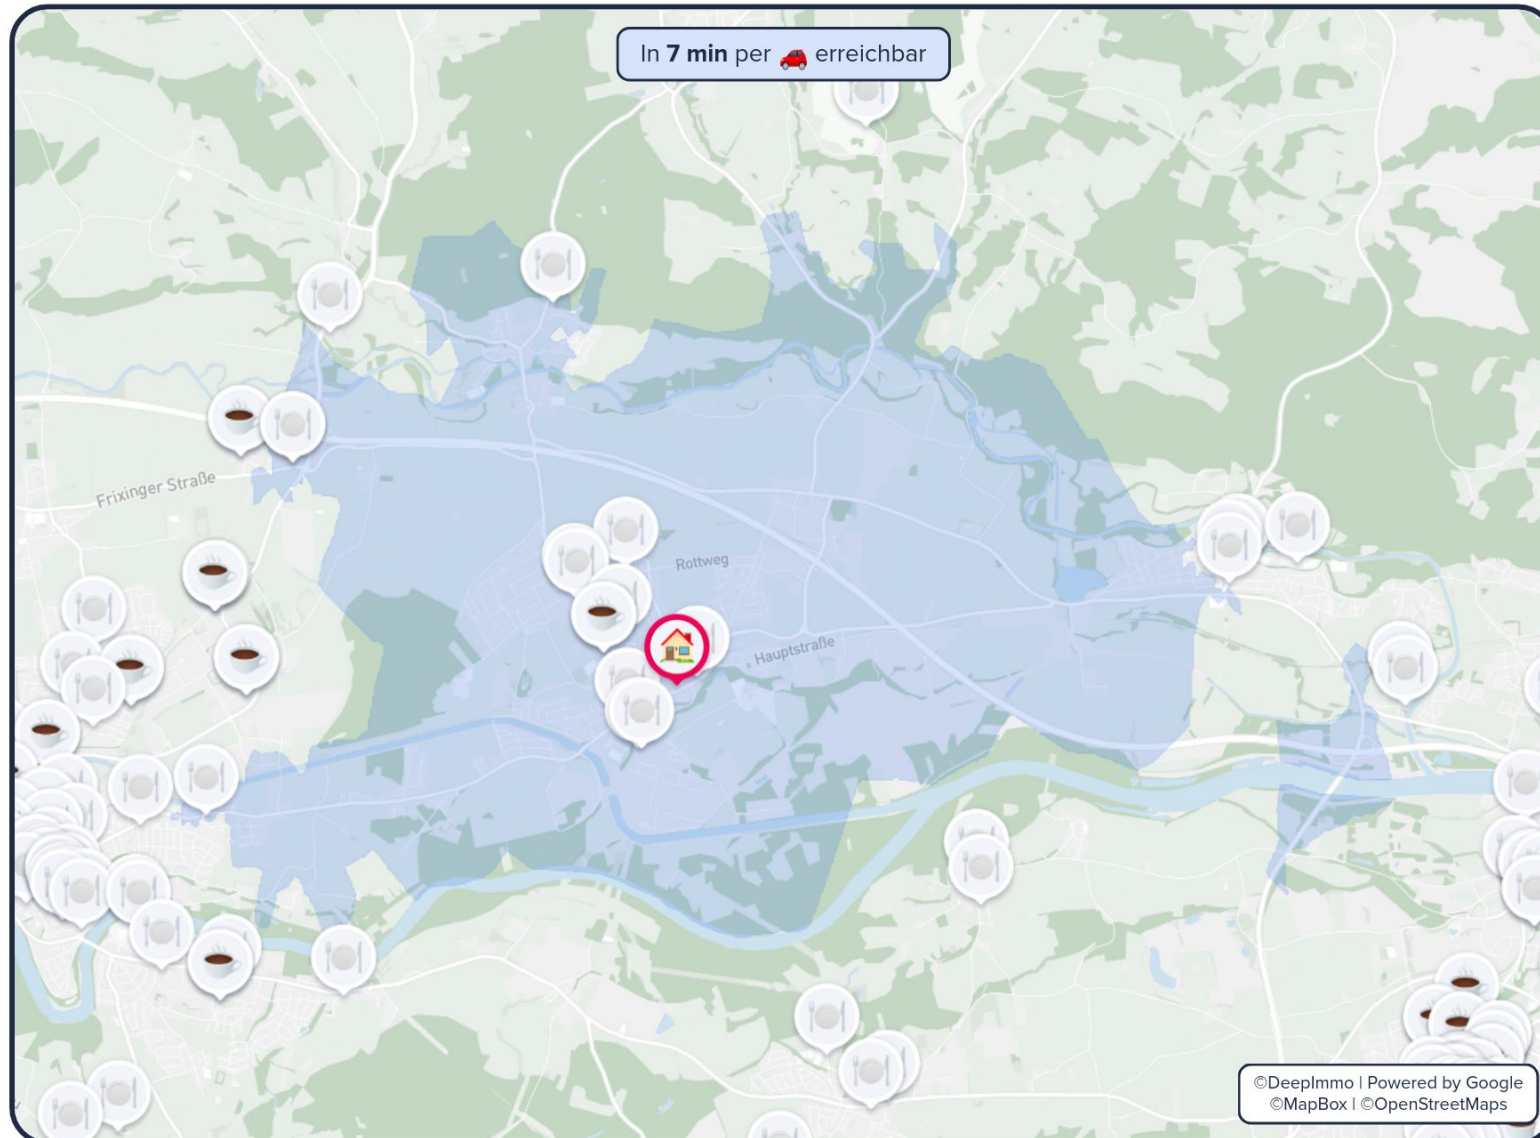 In 7 min per 🚗 erreichbar
Frixinger Straße
Rottweg
Hauptstraße
©DeepImmo | Powered by Google
©MapBox | ©OpenStreetMaps